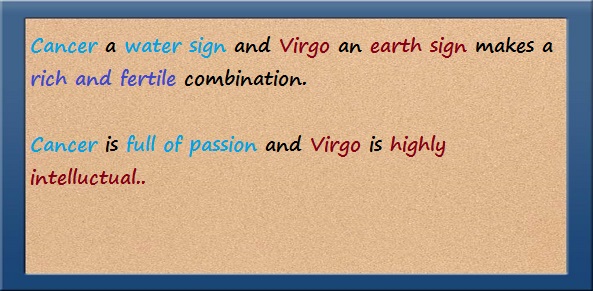 Cancer a water sign and Virgo an earth sign makes a
rich and fertile combination.
Cancer is full of passion and Virgo is highly
intelluctual..